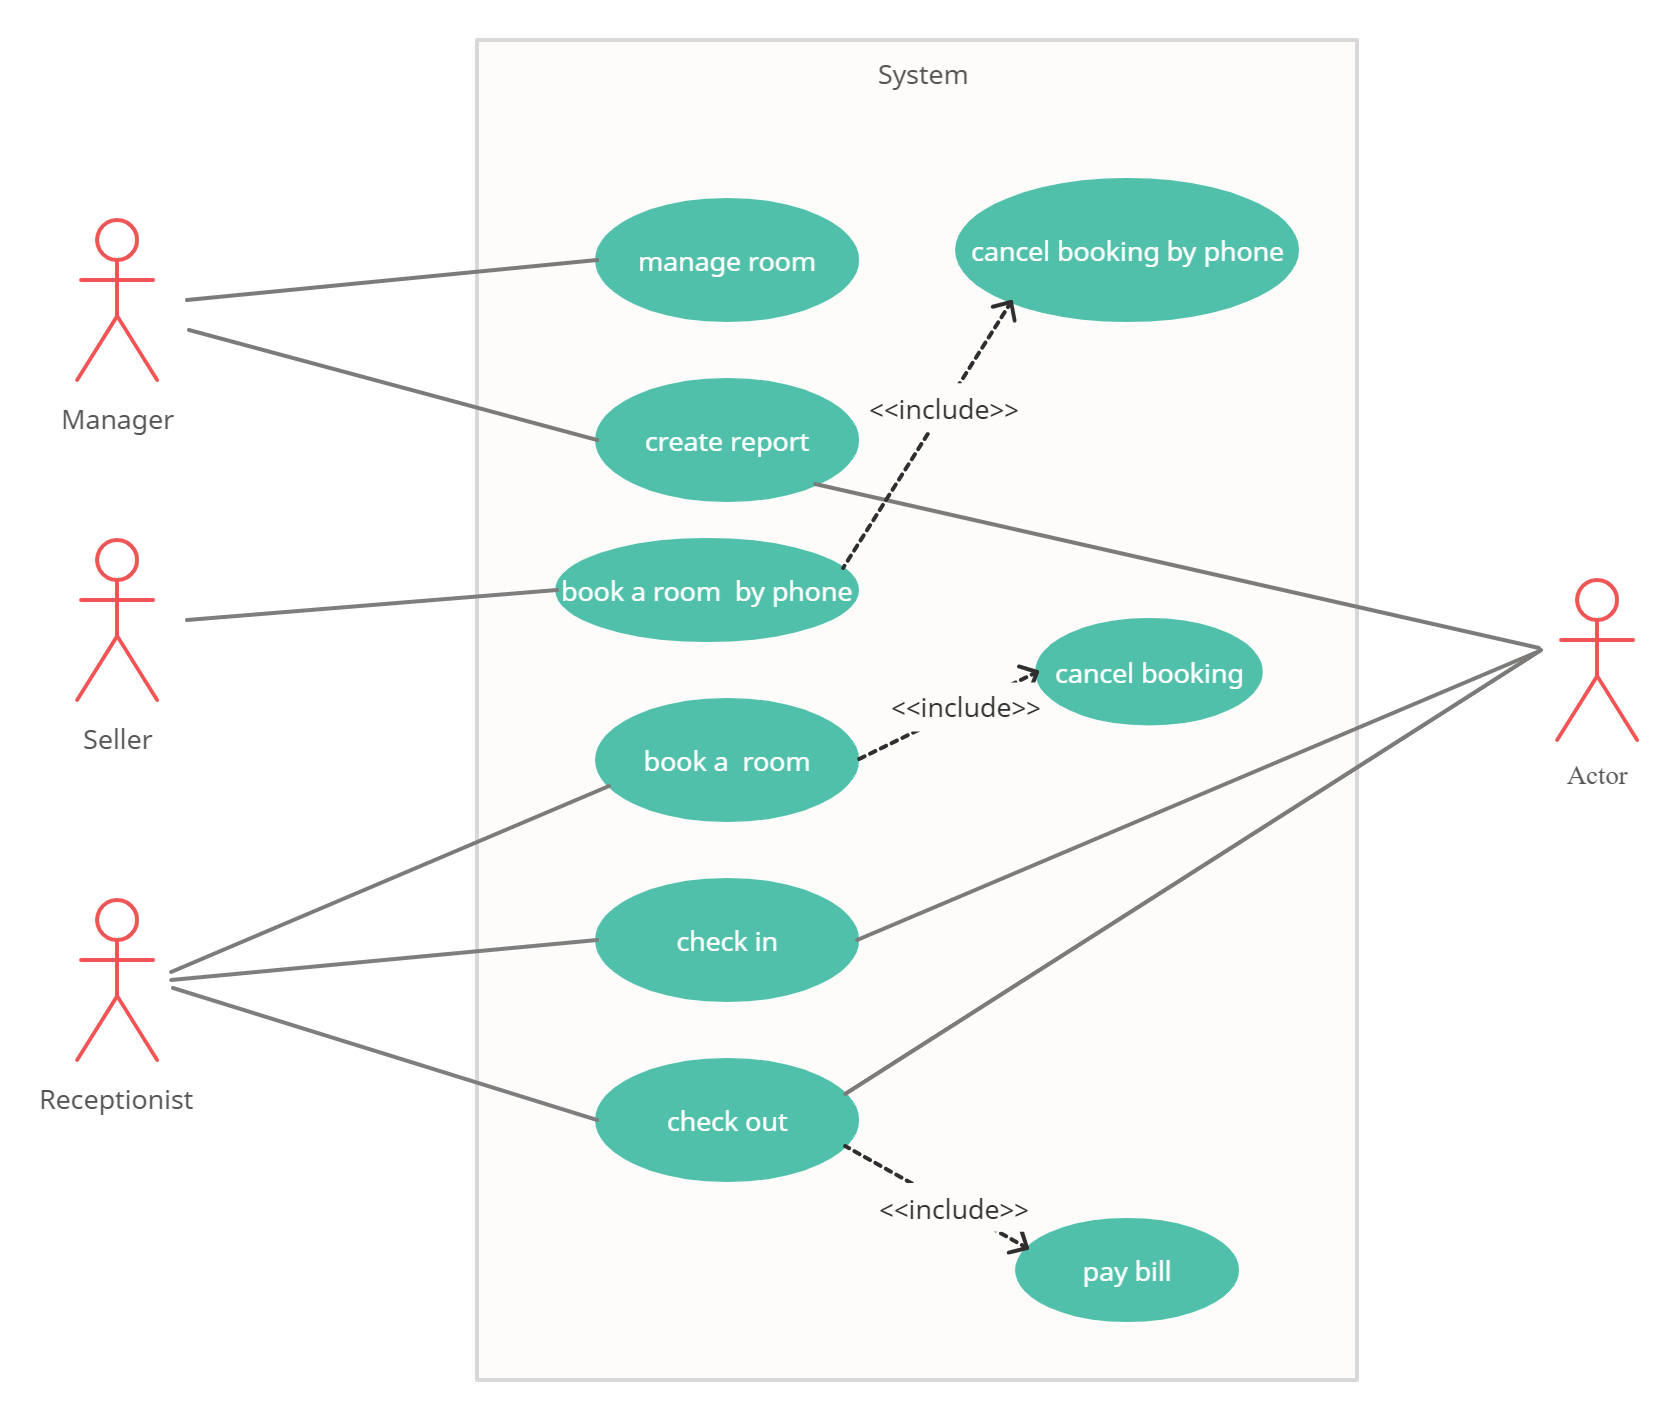 System
manage room
cancel booking by phone
Manager
<<include>>
create report
book a room  by phone
Seller
cancel booking
<<include>>
book a  room
Actor
check in
Receptionist
check out
<<include>>
pay bill